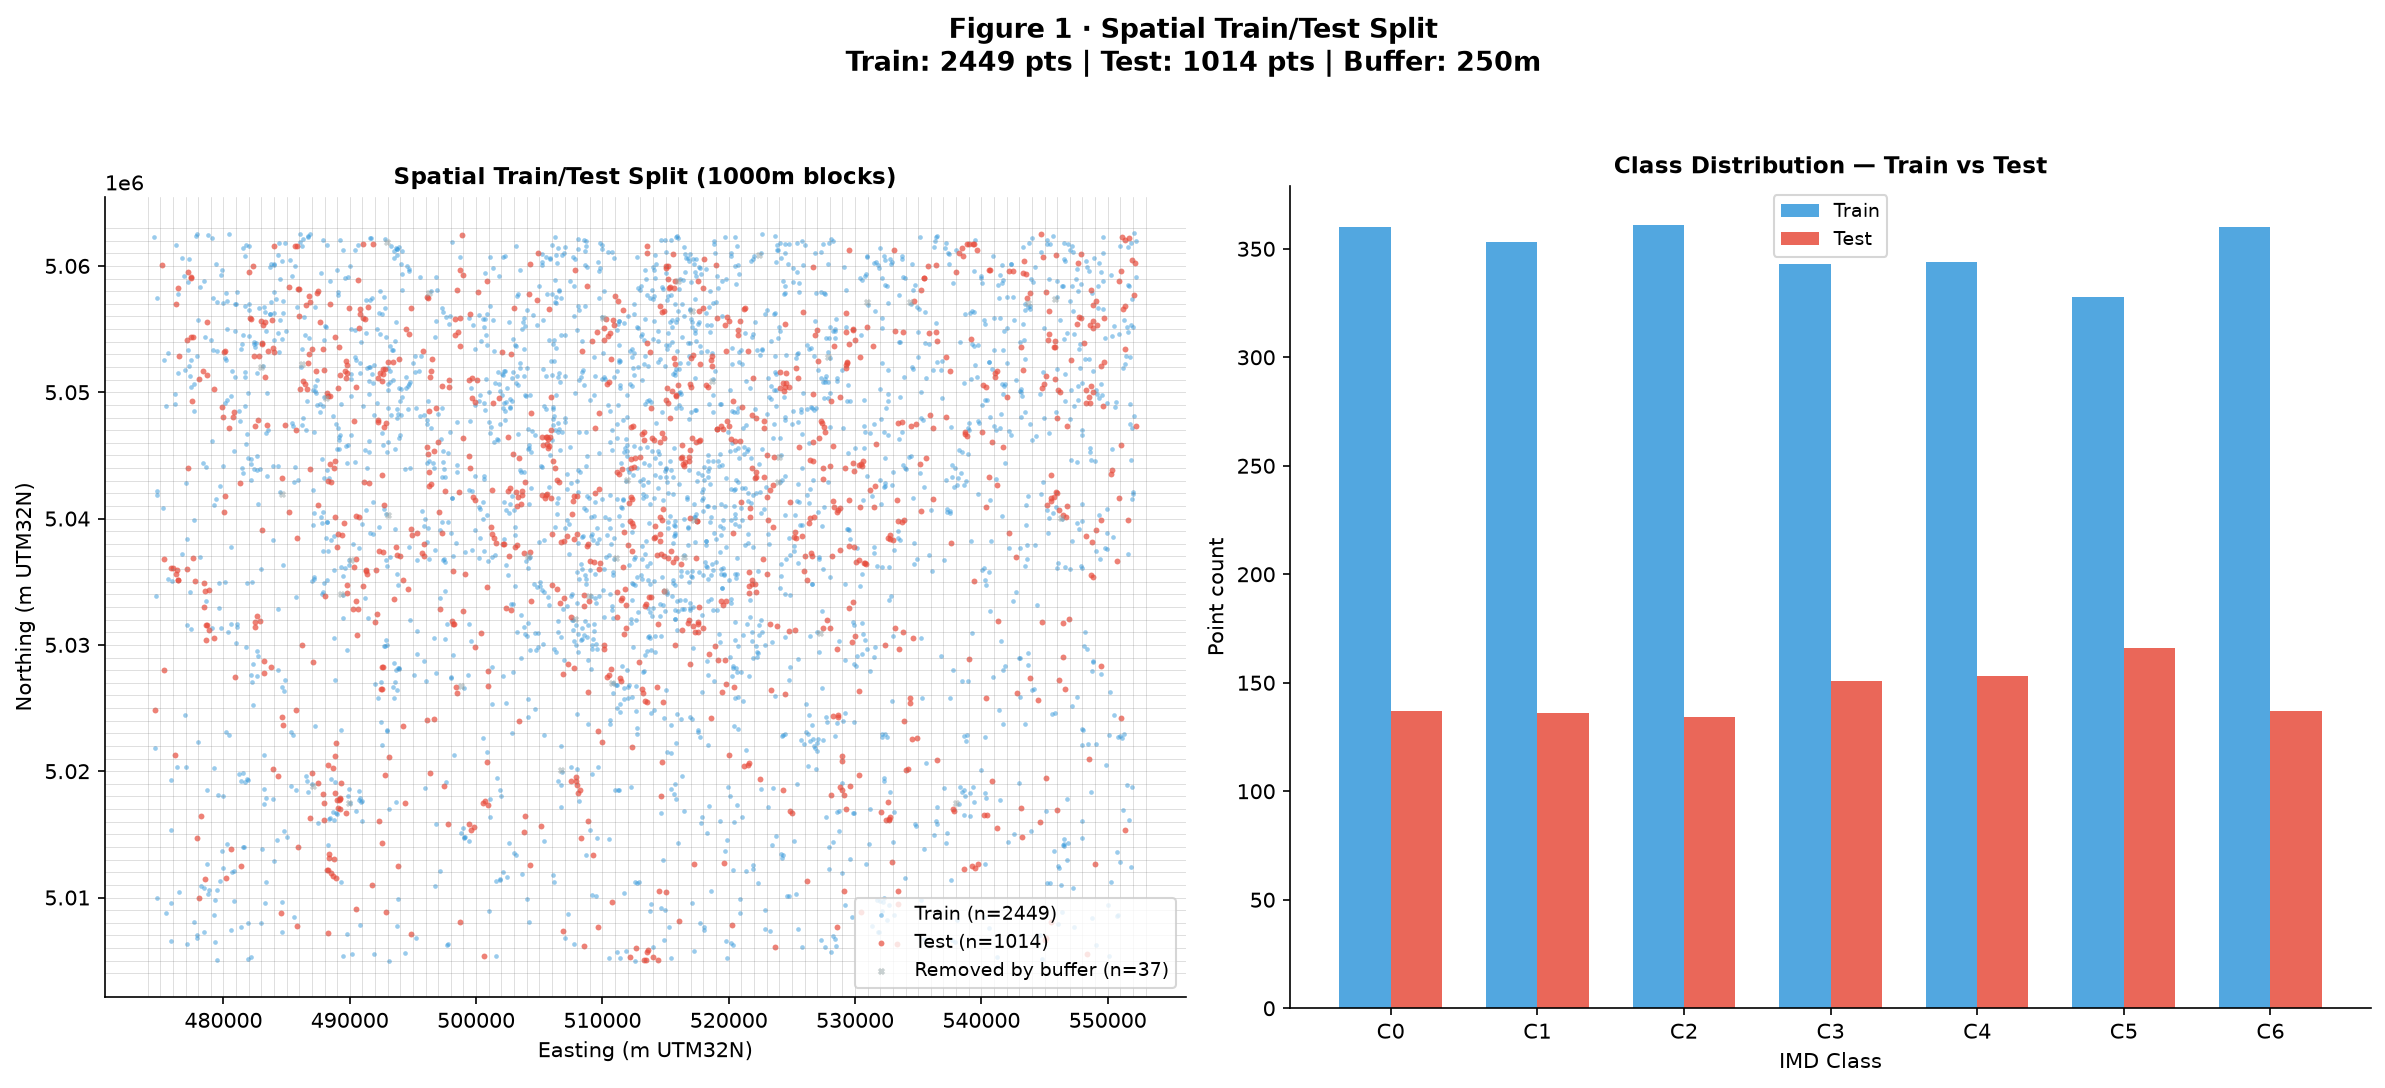 Figure 1 · Spatial Train/Test Split
Train: 2449 pts | Test: 1014 pts | Buffer: 250m
Spatial Train/Test Split (1000m blocks)
1e6
5.06
5.05
5.04
5.03
5.02
5.01
Northing (m UTM32N)
480000 490000 500000 510000 520000 530000 540000 550000
Easting (m UTM32N)
Train (n=2449)
Test (n=1014)
Removed by buffer (n=37)
Class Distribution — Train vs Test
Train
Test
350
300
250
200
150
100
50
0
Point count
C0 C1 C2 C3 C4 C5 C6
IMD Class